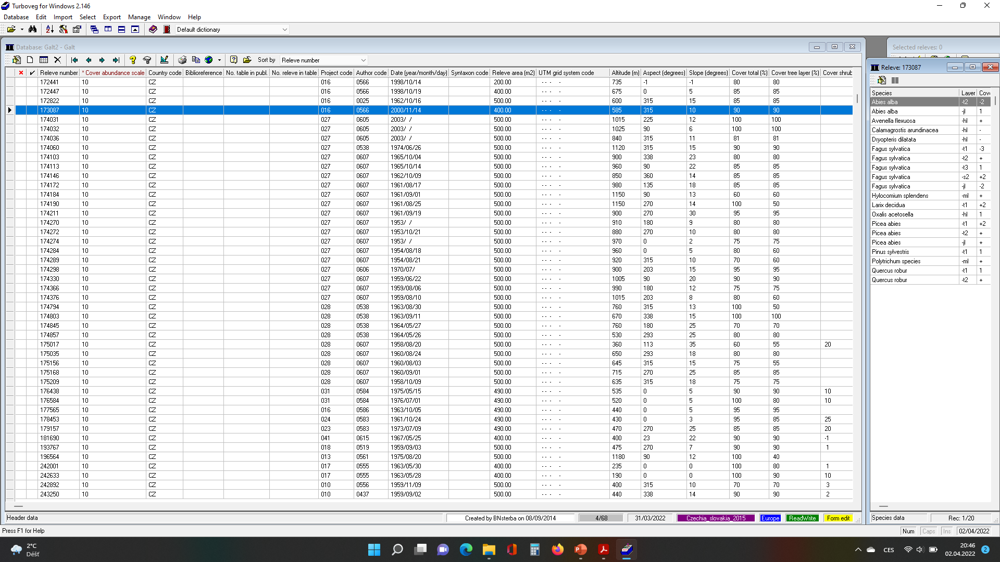 Turboveg for Windows 2.146
Database Edit Import Select Export Manage Window Help
Default dictionary
Database: Galt2 - Galt
Sort by Releve number
Releve number * Cover abundance scale Country code Biblioreference No. table in publ. No. releve in table Project code Author code Date (year/month/day) Syntaxon code Releve area (m2) UTM grid system code Altitude (m) Aspect (degrees) Slope (degrees) Cover total (%) Cover tree layer (%) Cover shrub
172441 10 CZ 016 0566 1998/10/14 200.00 - - - - 735 -1 -1 80 80
172447 10 CZ 016 0566 1998/10/19 400.00 - - - - 675 0 5 85 85
172822 10 CZ 016 0025 1962/10/16 500.00 - - - - 600 315 15 85 85
173087 10 CZ 016 0566 2000/11/14 400.00 - - - - 585 315 10 90 90
174031 10 CZ 027 0605 2003/ / 500.00 - - - - 1015 225 12 100 100
174032 10 CZ 027 0605 2003/ / 500.00 - - - - 1025 90 6 100 100
174036 10 CZ 027 0605 2003/ / 500.00 - - - - 840 315 11 81 81
174060 10 CZ 027 0538 1974/06/26 500.00 - - - - 1120 315 15 90 90
174103 10 CZ 027 0607 1965/10/04 500.00 - - - - 900 338 23 80 80
174113 10 CZ 027 0607 1965/10/14 500.00 - - - - 960 90 22 85 85
174146 10 CZ 027 0607 1962/10/09 500.00 - - - - 850 360 14 85 85
174172 10 CZ 027 0607 1961/08/17 500.00 - - - - 980 135 18 85 85
174184 10 CZ 027 0607 1961/09/01 500.00 - - - - 1150 90 13 60 60
174190 10 CZ 027 0607 1961/08/25 500.00 - - - - 1150 270 14 100 50
174211 10 CZ 027 0607 1961/09/19 500.00 - - - - 900 270 30 95 95
174270 10 CZ 027 0607 1953/ / 500.00 - - - - 910 180 9 80 80
174272 10 CZ 027 0607 1953/10/21 500.00 - - - - 880 270 10 80 80
174274 10 CZ 027 0607 1953/ / 500.00 - - - - 970 0 2 75 75
174284 10 CZ 027 0607 1954/08/18 500.00 - - - - 960 0 5 80 60
174289 10 CZ 027 0607 1954/08/21 500.00 - - - - 920 315 10 70 60
174298 10 CZ 027 0606 1970/07/ 500.00 - - - - 900 203 15 95 95
174330 10 CZ 027 0607 1959/06/22 500.00 - - - - 1005 90 20 90 90
174366 10 CZ 027 0607 1959/08/06 500.00 - - - - 990 180 12 75 75
174376 10 CZ 027 0607 1959/08/10 500.00 - - - - 1015 203 8 80 60
174794 10 CZ 028 0538 1963/08/30 500.00 - - - - 760 315 13 100 50
174803 10 CZ 028 0538 1963/09/11 500.00 - - - - 670 338 15 100 100
174845 10 CZ 028 0538 1964/05/27 500.00 - - - - 760 180 25 70 70
174857 10 CZ 028 0538 1964/05/26 500.00 - - - - 530 293 25 80 80
175017 10 CZ 028 0607 1958/08/20 500.00 - - - - 360 113 35 60 55 20
175035 10 CZ 028 0607 1960/08/24 500.00 - - - - 650 293 18 80 80
175156 10 CZ 028 0607 1960/08/03 500.00 - - - - 645 315 15 75 55
175168 10 CZ 028 0607 1960/09/01 500.00 - - - - 715 270 25 85 85
175209 10 CZ 028 0607 1958/10/09 500.00 - - - - 635 315 18 75 75
176438 10 CZ 031 0584 1975/05/15 490.00 - - - - 535 0 5 90 90 10
176584 10 CZ 031 0584 1976/07/01 490.00 - - - - 520 0 5 100 80 10
177565 10 CZ 016 0586 1963/10/05 490.00 - - - - 440 0 5 95 95
178453 10 CZ 024 0583 1961/10/24 490.00 - - - - 430 0 3 95 85 25
179157 10 CZ 023 0583 1973/07/09 490.00 - - - - 470 270 25 85 85 20
181690 10 CZ 041 0615 1967/05/25 400.00 - - - - 400 23 22 90 90 -1
193767 10 CZ 018 0519 1959/09/03 500.00 - - - - 475 270 7 90 90 1
196564 10 CZ 013 0561 1975/08/20 500.00 - - - - 1180 90 12 100 40
242001 10 CZ 017 0555 1963/05/30 400.00 - - - - 235 0 0 100 80 1
242633 10 CZ 017 0555 1963/05/28 400.00 - - - - 190 0 0 100 90 10
242892 10 CZ 010 0556 1959/11/09 500.00 - - - - 400 315 10 70 70 3
243250 10 CZ 010 0437 1959/09/02 500.00 - - - - 440 338 14 90 90 2
Header data Created by BNsterba on 08/09/2014 4/68 31/03/2022 Czechia_slovakia_2015 Europe ReadWrite Form edit
Selected releves: 0
Releve: 173087
Species Layer Cov
Abies alba -t2 -2
Abies alba -jl 1
Avenella flexuosa -hl +
Calamagrostis arundinacea -hl -
Dryopteris dilatata -hl -
Fagus sylvatica -t1 -3
Fagus sylvatica -t2 +
Fagus sylvatica -t3 1
Fagus sylvatica -s2 +2
Fagus sylvatica -jl -2
Hylocomium splendens -ml +
Larix decidua -t1 +2
Oxalis acetosella -hl 1
Picea abies -t1 +2
Picea abies -t2 +
Picea abies -jl +
Pinus sylvestris -t1 1
Polytrichum species -ml +
Quercus robur -t1 1
Quercus robur -t2 +
Species data Rec: 1/20
Press F1 for Help Num Caps Ins 02/04/2022
2°C
Déšť
CES
20:46
02.04.2022
2